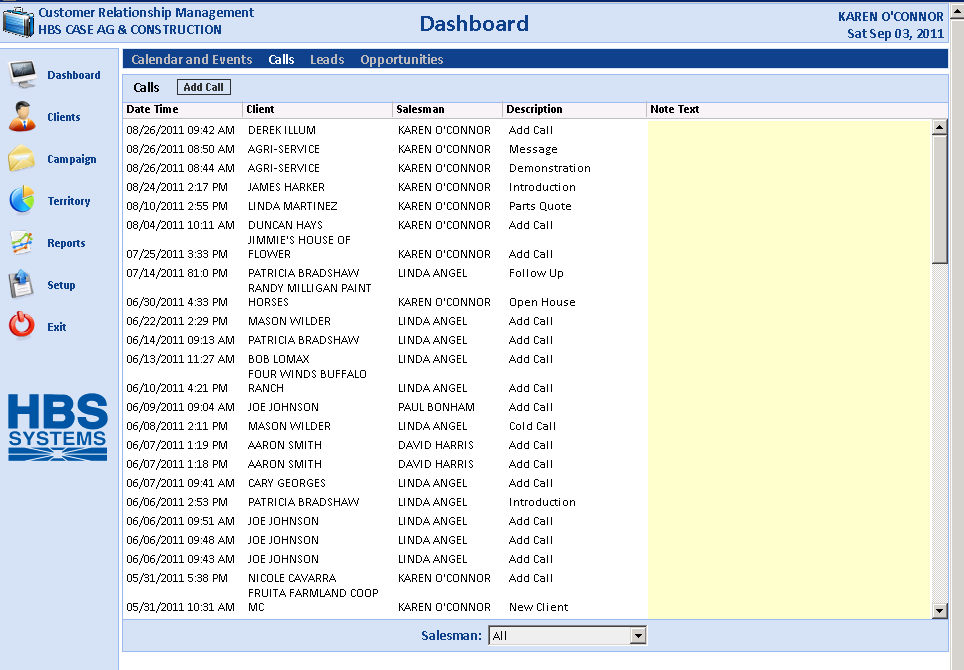 Customer Relationship Management
HBS CASE AG & CONSTRUCTION
Dashboard
KAREN O'CONNOR
Sat Sep 03, 2011
Dashboard
Clients
Campaign
Territory
Reports
Setup
Exit
HBS
SYSTEMS
Calendar and Events Calls Leads Opportunities
Calls Add Call
Date Time Client Salesman Description Note Text
08/26/2011 09:42 AM DEREK ILLUM KAREN O'CONNOR Add Call
08/26/2011 08:50 AM AGRI-SERVICE KAREN O'CONNOR Message
08/26/2011 08:44 AM AGRI-SERVICE KAREN O'CONNOR Demonstration
08/24/2011 2:17 PM JAMES HARKER KAREN O'CONNOR Introduction
08/10/2011 2:55 PM LINDA MARTINEZ KAREN O'CONNOR Parts Quote
08/04/2011 10:11 AM DUNCAN HAYS KAREN O'CONNOR Add Call
JIMMIE'S HOUSE OF
07/25/2011 3:33 PM FLOWER KAREN O'CONNOR Add Call
07/14/2011 81:0 PM PATRICIA BRADSHAW LINDA ANGEL Follow Up
RANDY MILLIGAN PAINT
06/30/2011 4:33 PM HORSES KAREN O'CONNOR Open House
06/22/2011 2:29 PM MASON WILDER LINDA ANGEL Add Call
06/14/2011 09:13 AM PATRICIA BRADSHAW LINDA ANGEL Add Call
06/13/2011 11:27 AM BOB LOMAX LINDA ANGEL Add Call
FOUR WINDS BUFFALO
06/10/2011 4:21 PM RANCH LINDA ANGEL Add Call
06/09/2011 09:04 AM JOE JOHNSON PAUL BONHAM Add Call
06/08/2011 2:11 PM MASON WILDER LINDA ANGEL Cold Call
06/07/2011 1:19 PM AARON SMITH DAVID HARRIS Add Call
06/07/2011 1:18 PM AARON SMITH DAVID HARRIS Add Call
06/07/2011 09:41 AM CARY GEORGES LINDA ANGEL Add Call
06/06/2011 2:53 PM PATRICIA BRADSHAW LINDA ANGEL Introduction
06/06/2011 09:51 AM JOE JOHNSON LINDA ANGEL Add Call
06/06/2011 09:48 AM JOE JOHNSON LINDA ANGEL Add Call
06/06/2011 09:43 AM JOE JOHNSON LINDA ANGEL Add Call
05/31/2011 5:38 PM NICOLE CAVARRA KAREN O'CONNOR Add Call
FRUITA FARMLAND COOP
05/31/2011 10:31 AM MC KAREN O'CONNOR New Client
Salesman: All